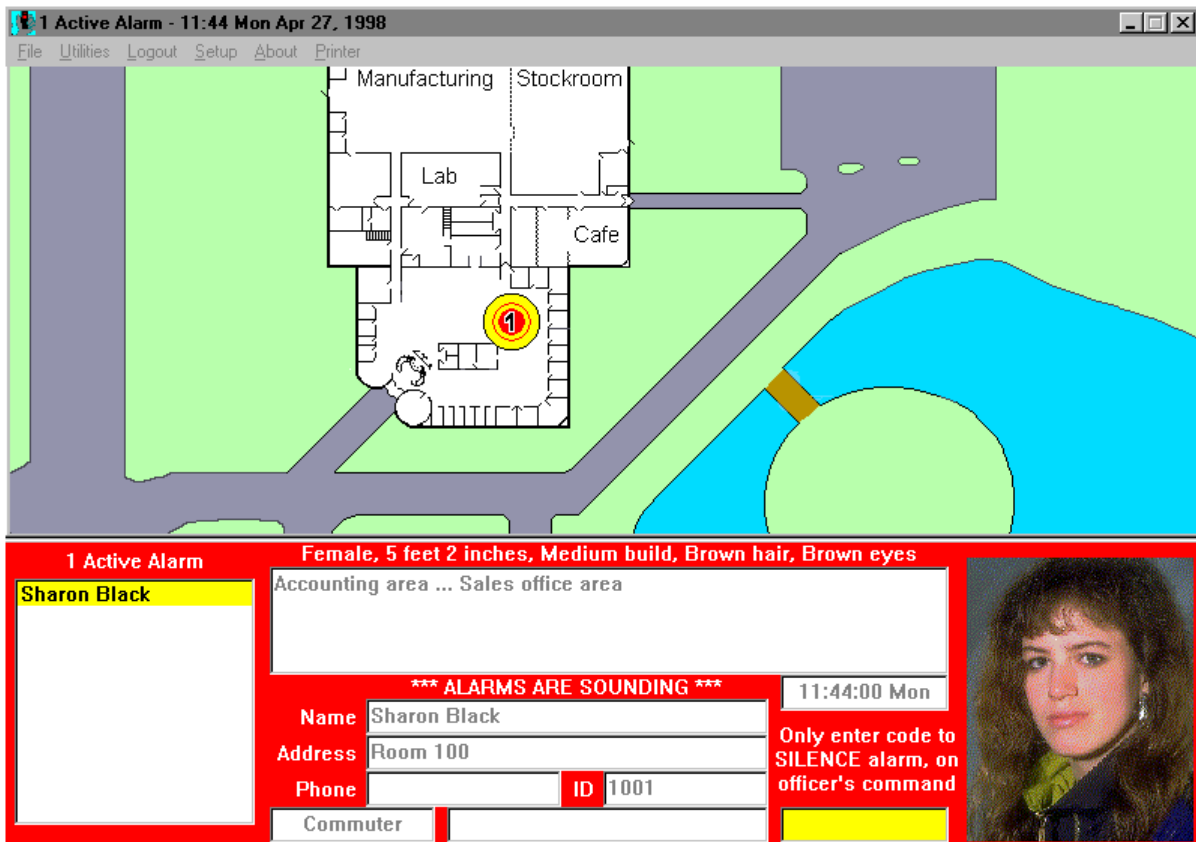 1 Active Alarm - 11:44 Mon Apr 27, 1998
File Utilities Logout Setup About Printer
Manufacturing Stockroom
Lab
Cafe
1
1 Active Alarm
Sharon Black
Female, 5 feet 2 inches, Medium build, Brown hair, Brown eyes
Accounting area ... Sales office area
*** ALARMS ARE SOUNDING ***
11:44:00 Mon
Name Sharon Black
Address Room 100
Phone ID 1001
Commuter
Only enter code to
SILENCE alarm, on
officer's command